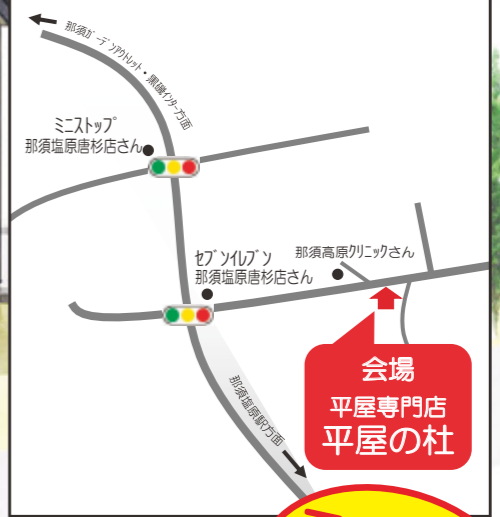 那須ｶﾞｰﾃﾞﾝｱｳﾄﾚｯﾄ・黒磯ｲﾝﾀｰ方面
ミニストップ
那須塩原唐杉店さん
セブンイレブン
那須塩原唐杉店さん
那須高原クリニックさん
那須塩原駅方面
会場
平屋専門店
平屋の杜